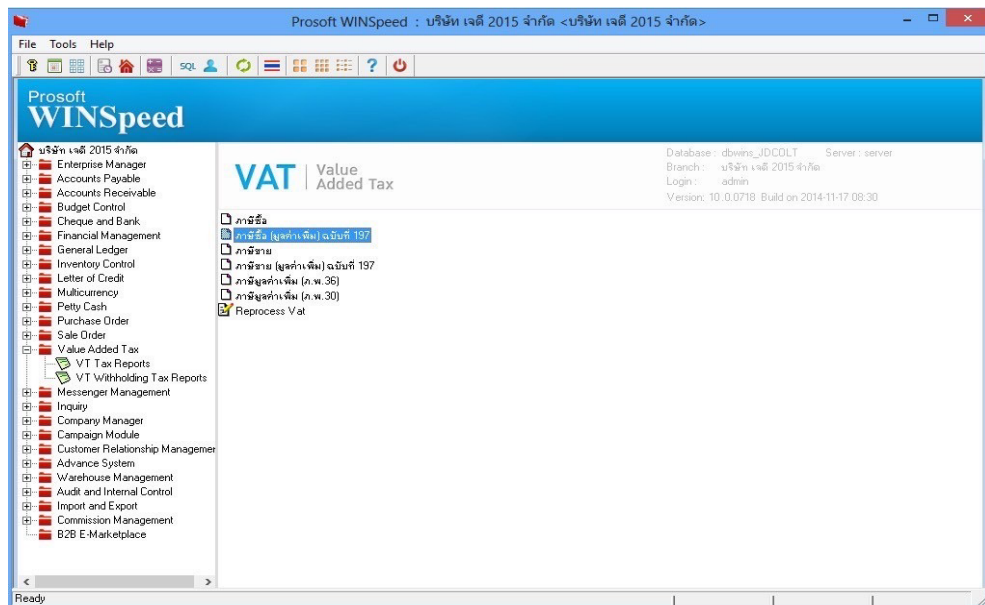 Prosoft WINSpeed : บริษัท เจดี 2015 จำกัด <บริษัท เจดี 2015 จำกัด>
File Tools Help
SQL
Prosoft
WINSpeed
บริษัท เจดี 2015 จำกัด
Enterprise Manager
Accounts Payable
Accounts Receivable
Budget Control
Cheque and Bank
Financial Management
General Ledger
Inventory Control
Letter of Credit
Multicurrency
Petty Cash
Purchase Order
Sale Order
Value Added Tax
VT Tax Reports
VT Withholding Tax Reports
Messenger Management
Inquiry
Company Manager
Campaign Module
Customer Relationship Managemer
Advance System
Warehouse Management
Audit and Internal Control
Import and Export
Commission Management
B2B E-Marketplace
VAT Value
Added Tax
Database : dbwins_JDCOLT Server : server
Branch : บริษัท เจดี 2015 จำกัด
Login : admin
Version: 10.0.0718 Build on 2014-11-17 08:30
ภาษีซื้อ
ภาษีซื้อ (มูลค่าเพิ่ม) ฉบับที่ 197
ภาษีขาย
ภาษีขาย (มูลค่าเพิ่ม) ฉบับที่ 197
ภาษีมูลค่าเพิ่ม (ภ.พ.36)
ภาษีมูลค่าเพิ่ม (ภ.พ.30)
Reprocess Vat
Ready